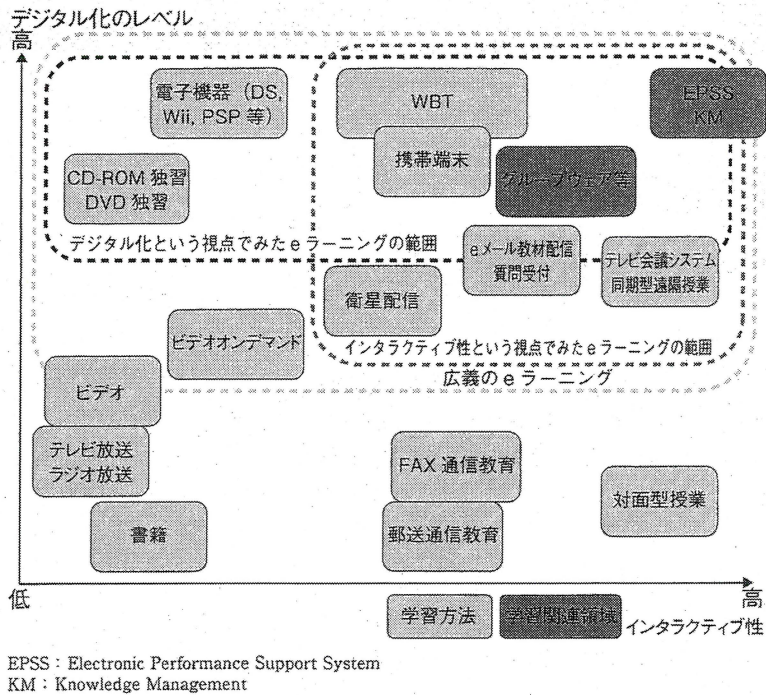 デジタル化のレベル
高
電子機器（DS,
Wii, PSP 等）
WBT
EPSS
KM
携帯端末
グループウェア等
CD-ROM 独習
DVD 独習
デジタル化という視点でみた e ラーニングの範囲
e メール教材配信
質問受付
テレビ会議システム
同期型遠隔授業
衛星配信
ビデオオンデマンド
インタラクティブ性という視点でみた e ラーニングの範囲
広義の e ラーニング
ビデオ
テレビ放送
ラジオ放送
FAX 通信教育
対面型授業
書籍
郵送通信教育
低
高
学習方法
学習関連領域
インタラクティブ性
EPSS：Electronic Performance Support System
KM：Knowledge Management